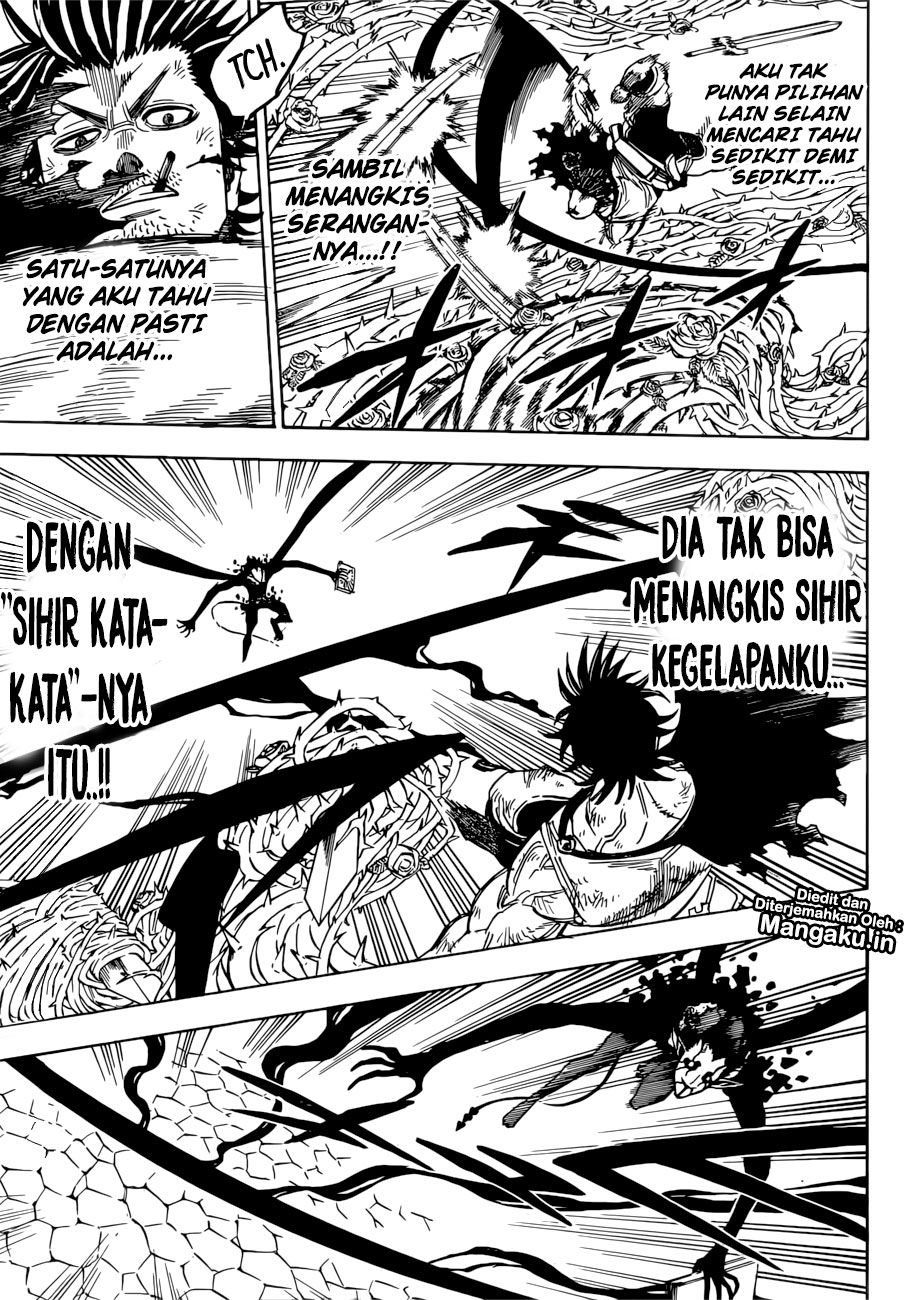 AKU TAK
PUNYA PILIHAN
LAIN SELAIN
MENCARI TAHU
SEDIKIT DEMI
SEDIKIT...
SAMBIL
MENANGKIS
SERANGAN-
NYA...!!
TCH.
SATU-SATUNYA
YANG AKU TAHU
DENGAN PASTI
ADALAH...
DIA TAK BISA
MENANGKIS SIHIR
KEGELAPANKU...
DENGAN
"SIHIR KATA-
KATA"-NYA
ITU..!!
Diedit dan
Diterjemahkan Oleh :
Mangaku.in